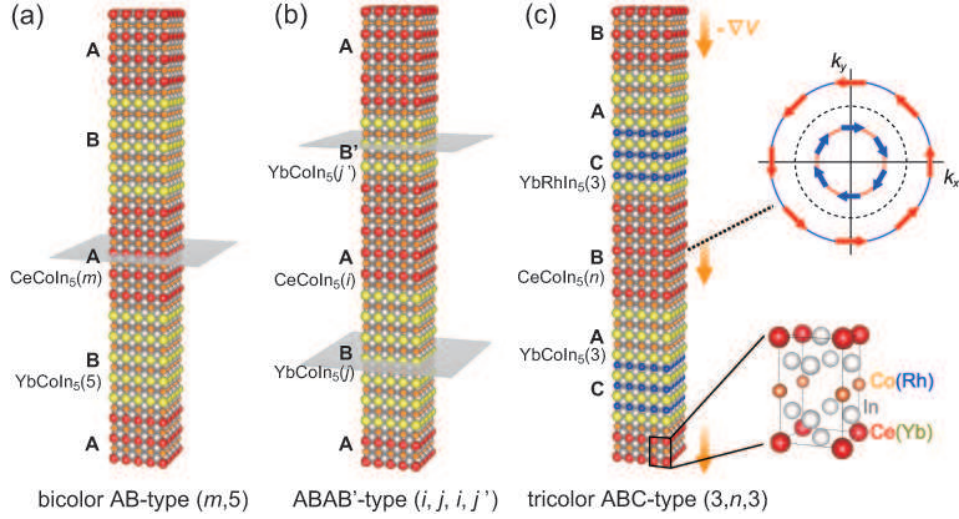 (a)
A
B
A
CeCoIn5(m)
B
YbCoIn5(5)
A
bicolor AB-type (m,5)
(b)
A
B'
YbCoIn5(j')
A
CeCoIn5(i)
B
YbCoIn5(j)
A
ABAB'-type (i, j, i, j')
(c)
B
-∇V
A
C
YbRhIn5(3)
B
CeCoIn5(n)
A
YbCoIn5(3)
C
tricolor ABC-type (3,n,3)
ky
kx
Co(Rh)
In
Ce(Yb)